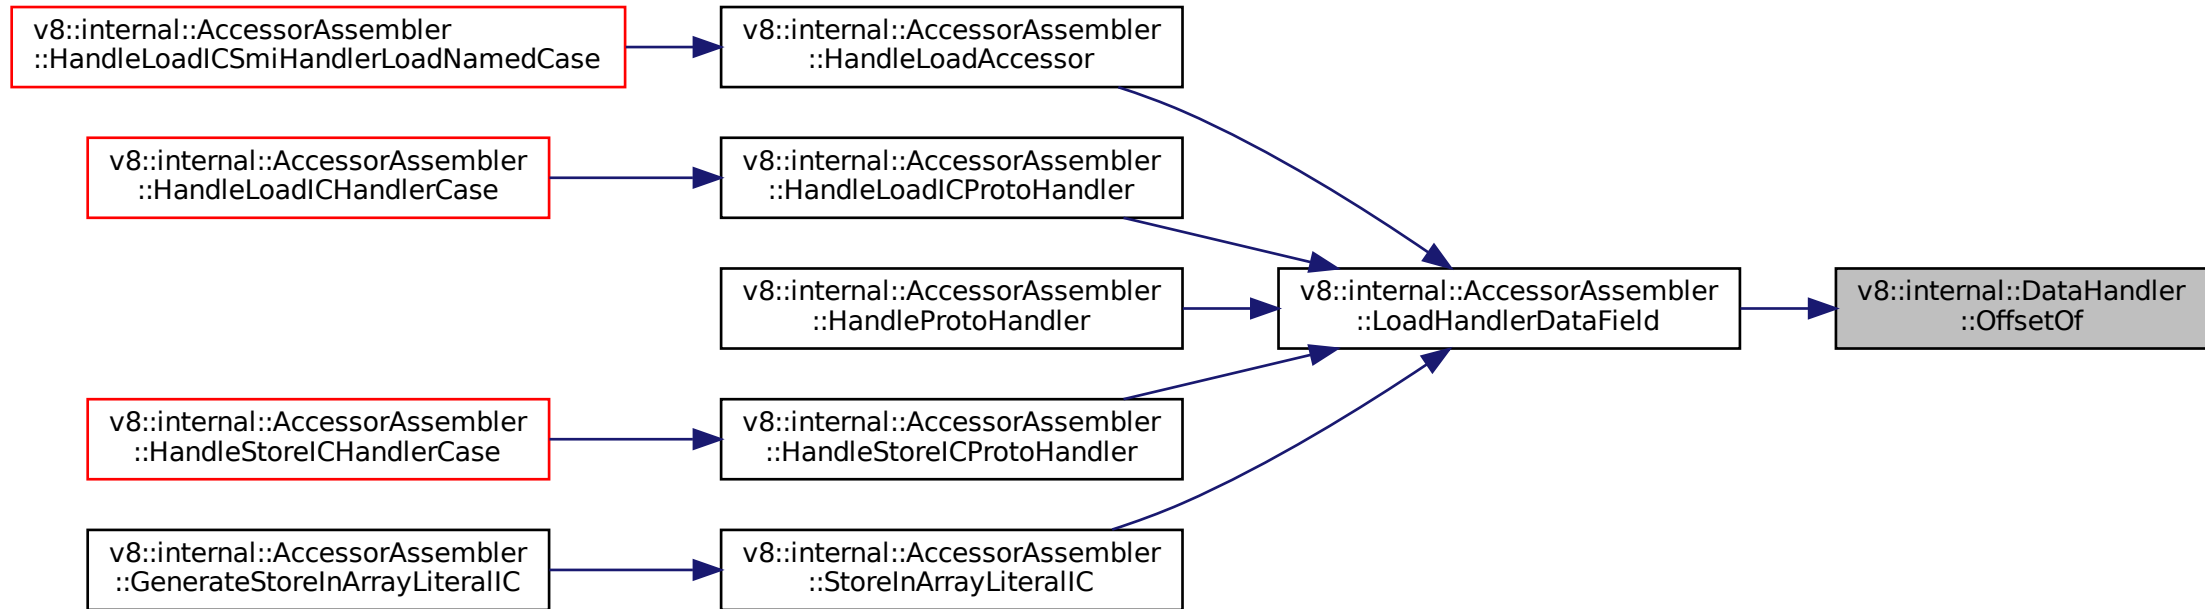 v8::internal::AccessorAssembler
::HandleLoadICSmiHandlerLoadNamedCase
v8::internal::AccessorAssembler
::HandleLoadAccessor
v8::internal::AccessorAssembler
::HandleLoadICHandlerCase
v8::internal::AccessorAssembler
::HandleLoadICProtoHandler
v8::internal::AccessorAssembler
::HandleProtoHandler
v8::internal::AccessorAssembler
::LoadHandlerDataField
v8::internal::DataHandler
::OffsetOf
v8::internal::AccessorAssembler
::HandleStoreICHandlerCase
v8::internal::AccessorAssembler
::HandleStoreICProtoHandler
v8::internal::AccessorAssembler
::GenerateStoreInArrayLiteralIC
v8::internal::AccessorAssembler
::StoreInArrayLiteralIC